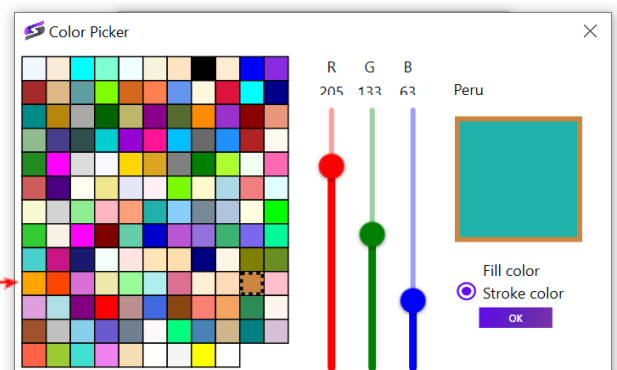 Color Picker
R G B
205 133 63
Peru
Fill color
Stroke color
OK